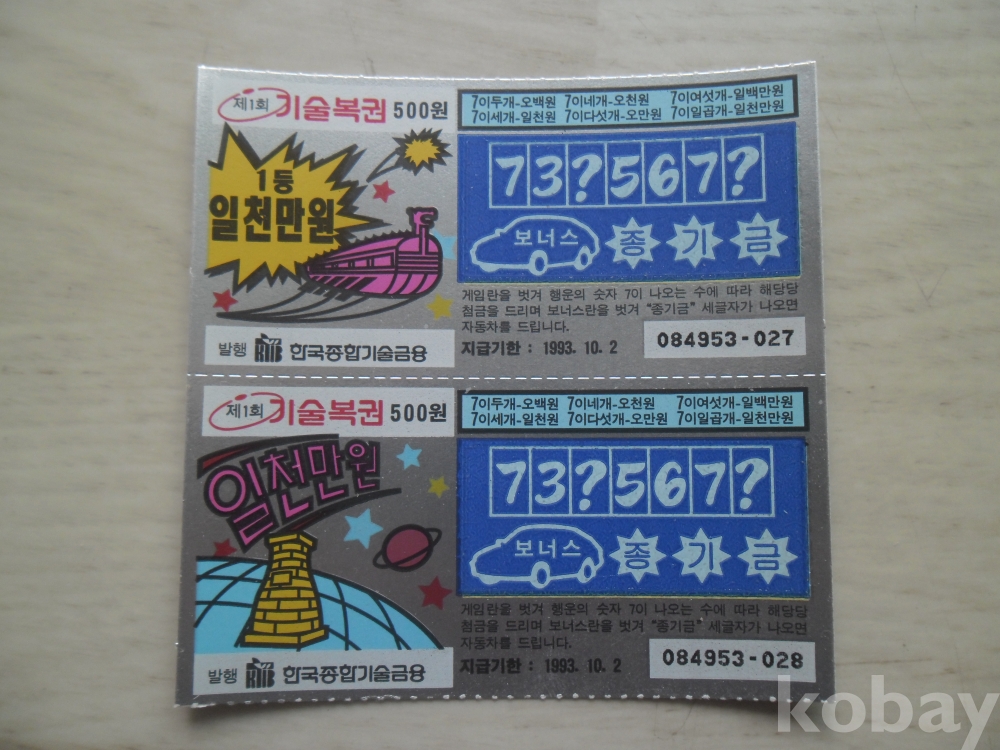 제1회 기술복권 500원
7이두개-오백원 7이네개-오천원 7이여섯개-일백만원
7이세개-일천원 7이다섯개-오만원 7이일곱개-일천만원
1등
일천만원
73?567?
보너스 종 기 금
게임란을 벗겨 행운의 숫자 7이 나오는 수에 따라 해당당
첨금을 드리며 보너스란을 벗겨 "종기금" 세글자가 나오면
자동차를 드립니다.
지급기한 : 1993. 10. 2
084953-027
발행 KTB 한국종합기술금융
제1회 기술복권 500원
7이두개-오백원 7이네개-오천원 7이여섯개-일백만원
7이세개-일천원 7이다섯개-오만원 7이일곱개-일천만원
일천만원
73?567?
보너스 종 기 금
게임란을 벗겨 행운의 숫자 7이 나오는 수에 따라 해당당
첨금을 드리며 보너스란을 벗겨 "종기금" 세글자가 나오면
자동차를 드립니다.
지급기한 : 1993. 10. 2
084953-028
발행 KTB 한국종합기술금융
kobay